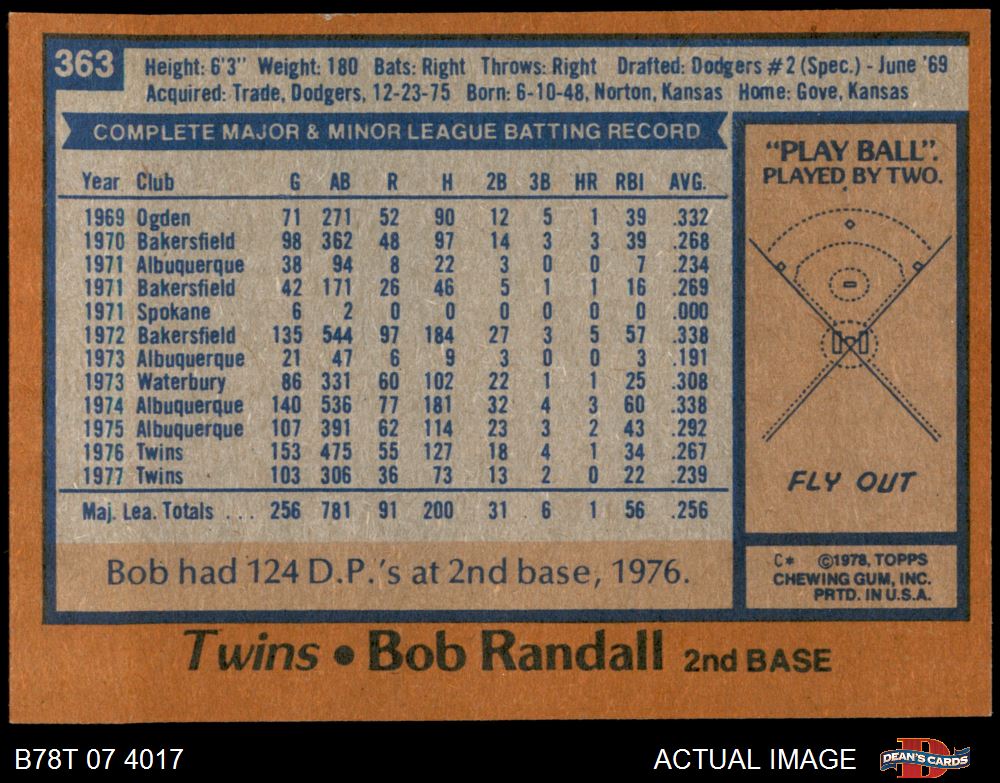 363
Height: 6'3" Weight: 180 Bats: Right Throws: Right Drafted: Dodgers #2 (Spec.) - June '69
Acquired: Trade, Dodgers, 12-23-75 Born: 6-10-48, Norton, Kansas Home: Gove, Kansas
COMPLETE MAJOR & MINOR LEAGUE BATTING RECORD
Year Club G AB R H 2B 3B HR RBI AVG.
1969 Ogden 71 271 52 90 12 5 1 39 .332
1970 Bakersfield 98 362 48 97 14 3 3 39 .268
1971 Albuquerque 38 94 8 22 3 0 0 7 .234
1971 Bakersfield 42 171 26 46 5 1 1 16 .269
1971 Spokane 6 2 0 0 0 0 0 0 .000
1972 Bakersfield 135 544 97 184 27 3 5 57 .338
1973 Albuquerque 21 47 6 9 3 0 0 3 .191
1973 Waterbury 86 331 60 102 22 1 1 25 .308
1974 Albuquerque 140 536 77 181 32 4 3 60 .338
1975 Albuquerque 107 391 62 114 23 3 2 43 .292
1976 Twins 153 475 55 127 18 4 1 34 .267
1977 Twins 103 306 36 73 13 2 0 22 .239
Maj. Lea. Totals ... 256 781 91 200 31 6 1 56 .256
Bob had 124 D.P.'s at 2nd base, 1976.
"PLAY BALL".
PLAYED BY TWO.
FLY OUT
C* ©1978, TOPPS
CHEWING GUM, INC.
PRTD. IN U.S.A.
Twins • Bob Randall 2nd BASE
B78T 07 4017
ACTUAL IMAGE
DEAN'S CARDS